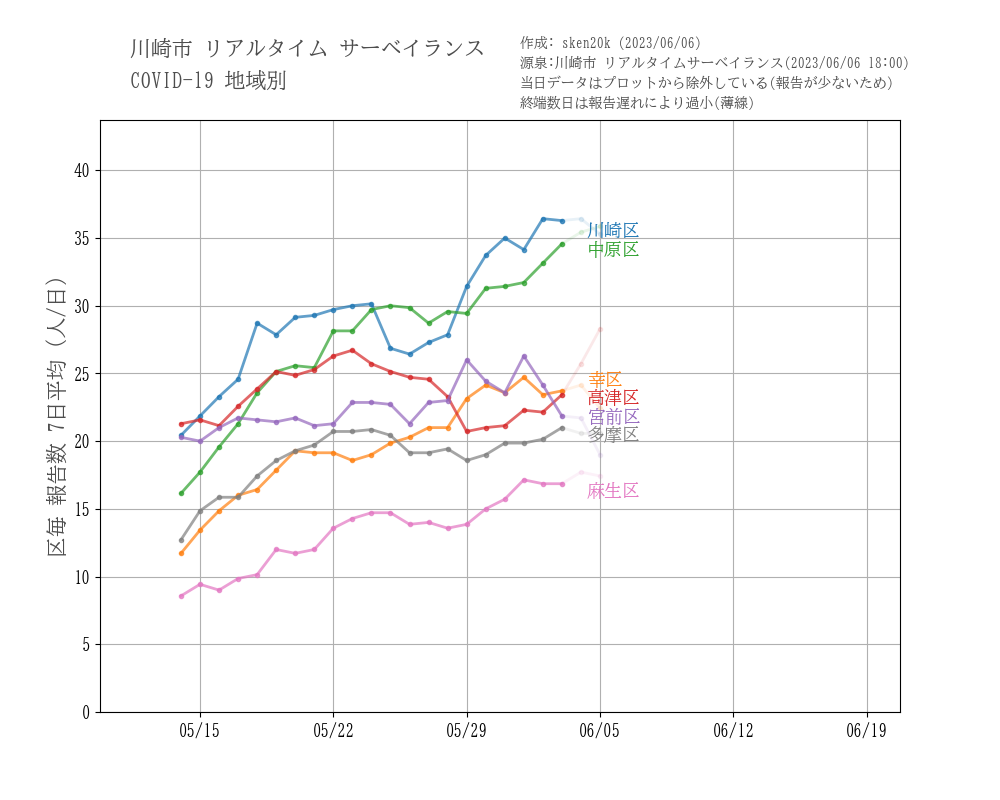 川崎市 リアルタイム サーベイランス
COVID-19 地域別
作成: sken20k (2023/06/06)
源泉:川崎市 リアルタイムサーベイランス(2023/06/06 18:00)
当日データはプロットから除外している(報告が少ないため)
終端数日は報告遅れにより過小(薄線)
区毎 報告数 7日平均 (人/日)
40
35
30
25
20
15
10
5
0
川崎区
中原区
幸区
高津区
宮前区
多摩区
麻生区
05/15
05/22
05/29
06/05
06/12
06/19